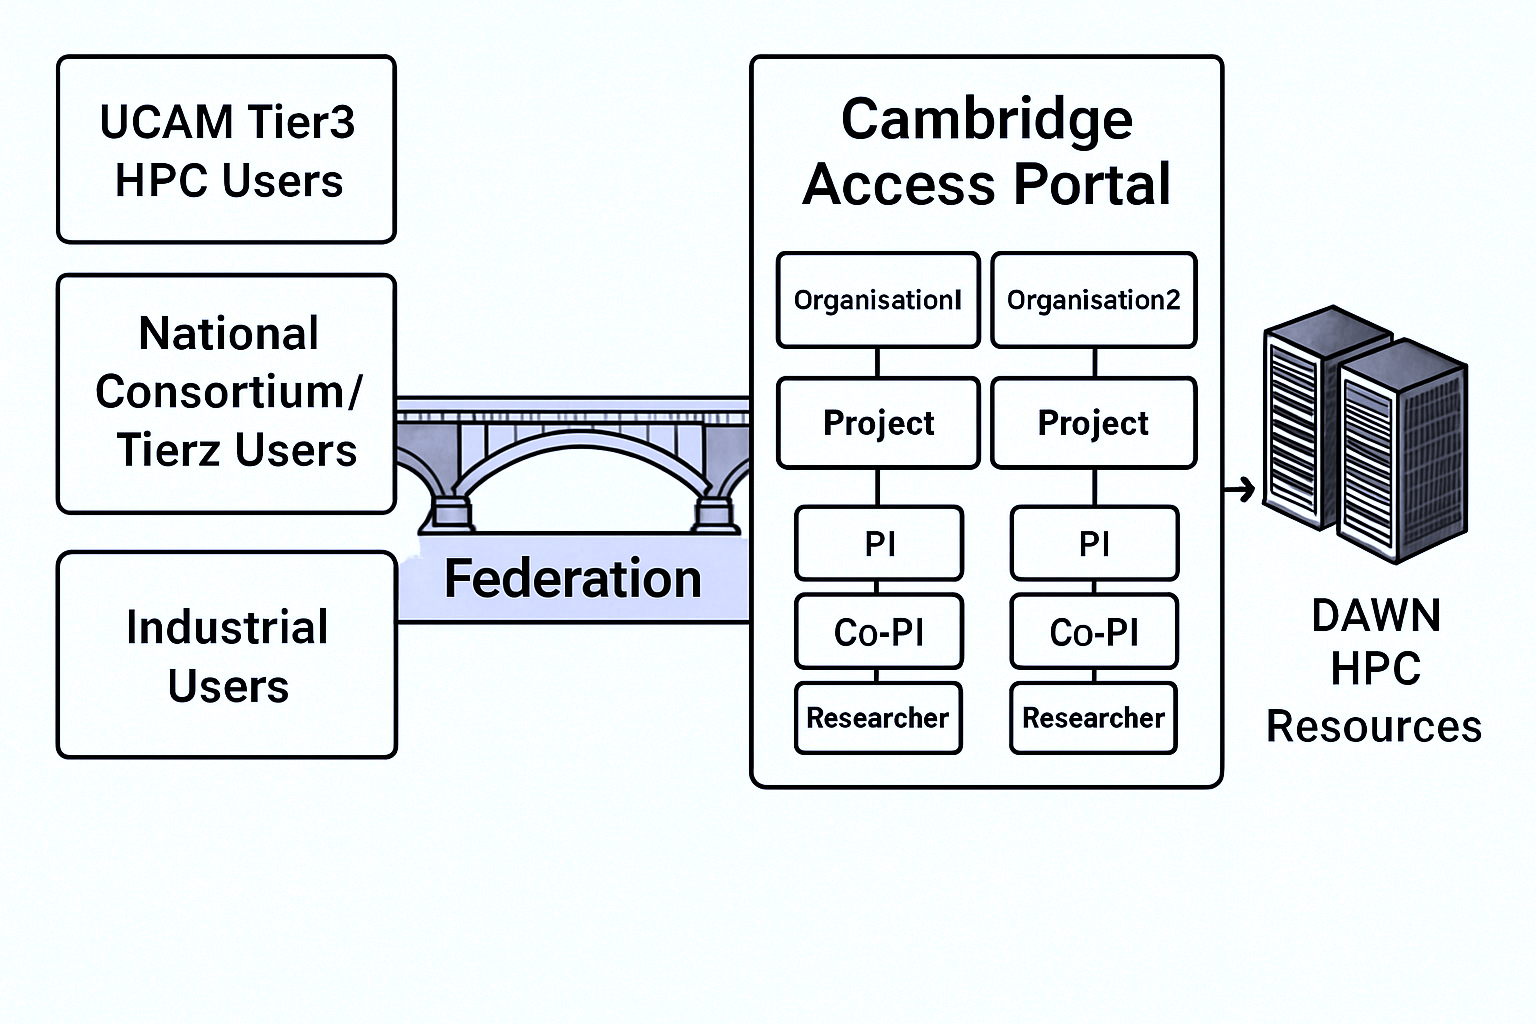 UCAM Tier3
HPC Users
National
Consortium/
Tierz Users
Industrial
Users
Federation
Cambridge
Access Portal
OrganisationI
Organisation2
Project
Project
PI
PI
Co-PI
Co-PI
Researcher
Researcher
DAWN
HPC
Resources